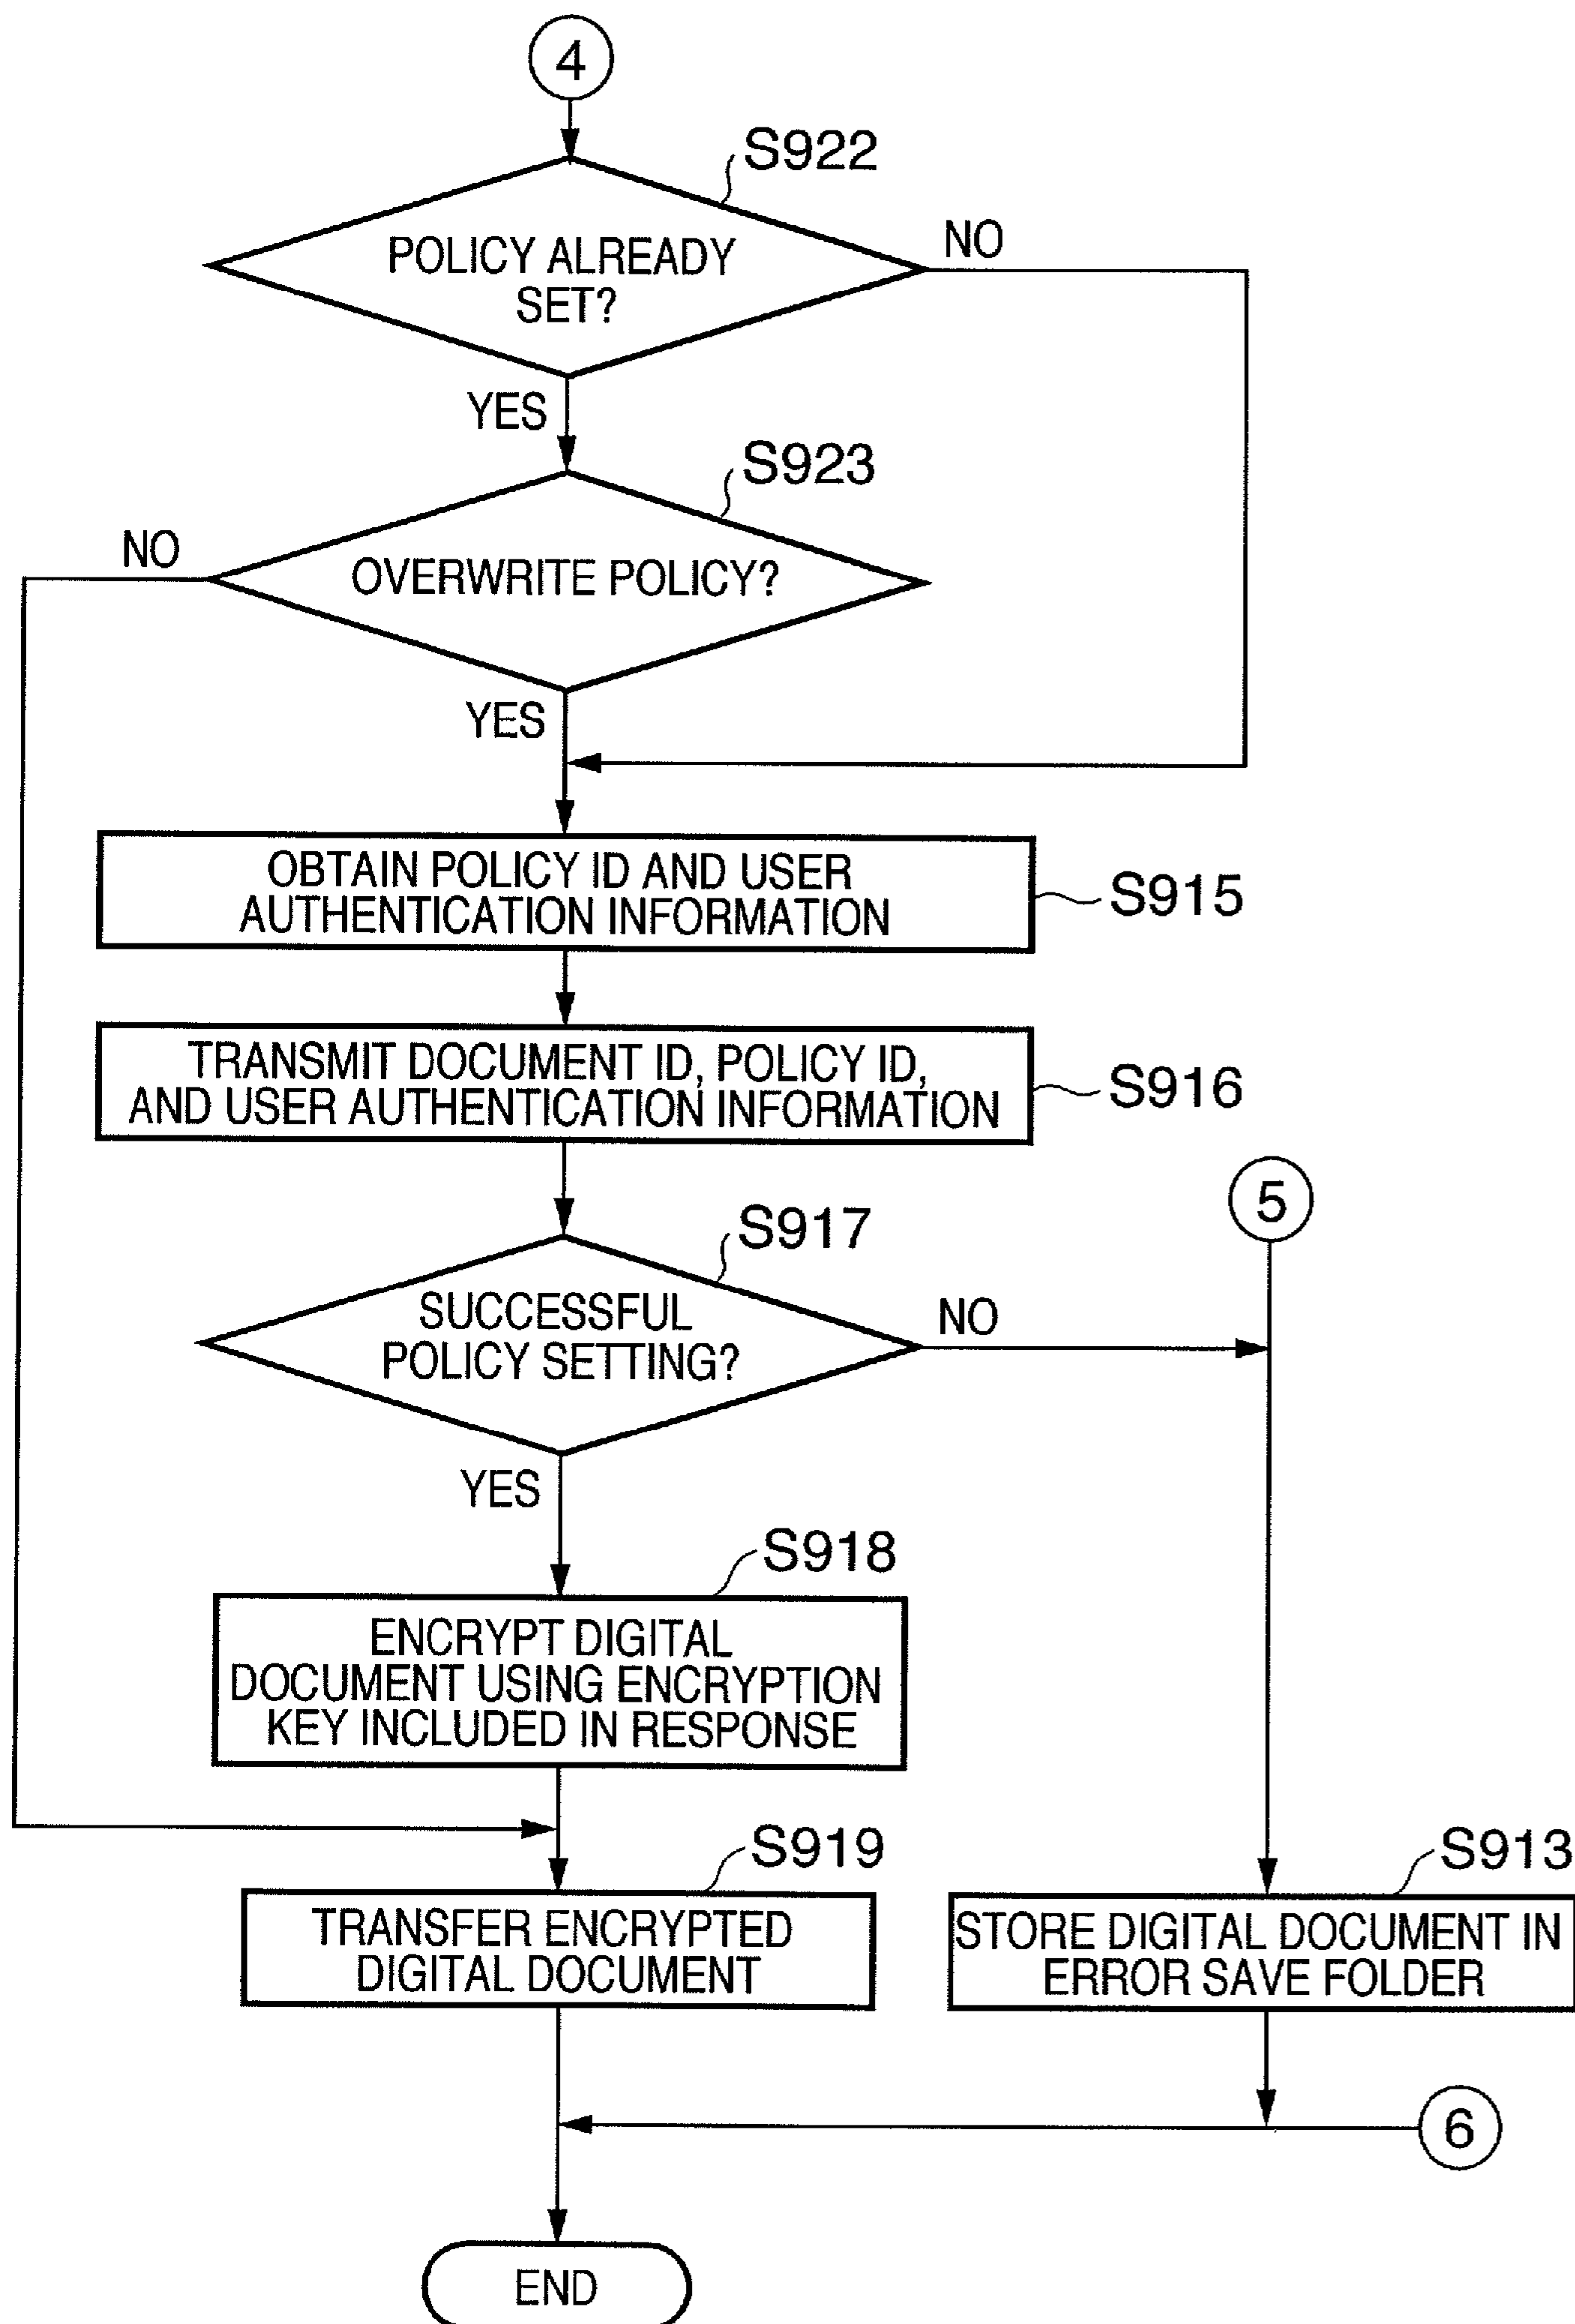 4
S922
POLICY ALREADY
SET?
NO
YES
S923
NO
OVERWRITE POLICY?
YES
OBTAIN POLICY ID AND USER
AUTHENTICATION INFORMATION
S915
TRANSMIT DOCUMENT ID, POLICY ID,
AND USER AUTHENTICATION INFORMATION
S916
5
S917
SUCCESSFUL
POLICY SETTING?
NO
YES
S918
ENCRYPT DIGITAL
DOCUMENT USING ENCRYPTION
KEY INCLUDED IN RESPONSE
S919
TRANSFER ENCRYPTED
DIGITAL DOCUMENT
S913
STORE DIGITAL DOCUMENT IN
ERROR SAVE FOLDER
6
END